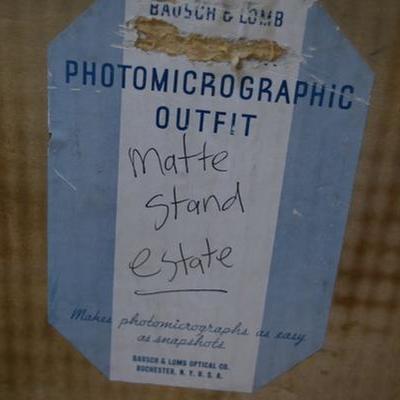 BAUSCH & LOMB
PHOTOMICROGRAPHIC
OUTFIT
matte
stand
estate
Makes photomicrographs as easy
as snapshots
BAUSCH & LOMB OPTICAL CO.
ROCHESTER, N. Y. U. S. A.